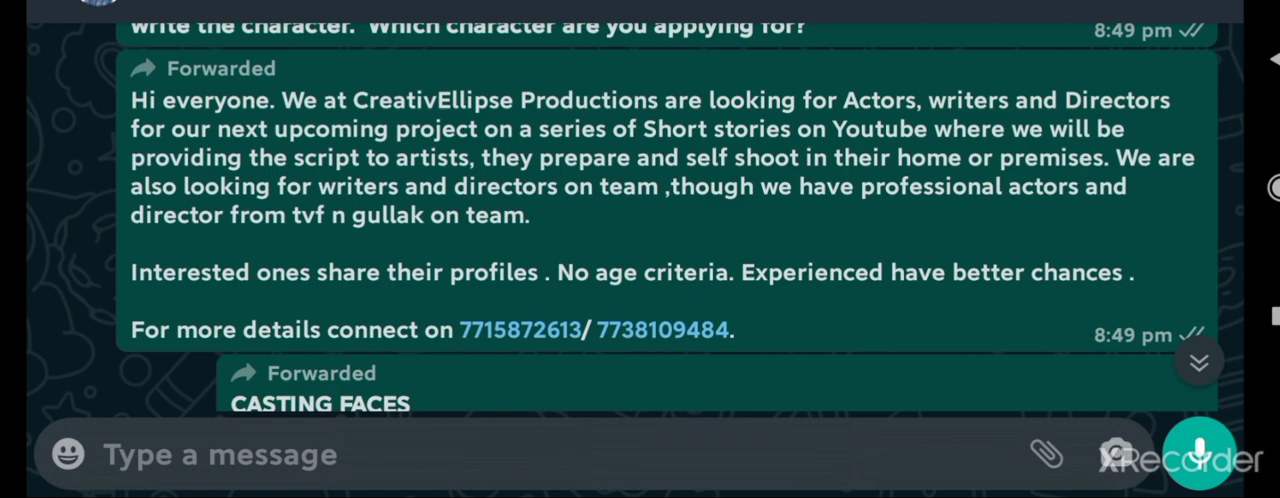 write the character. Which character are you applying for?
8:49 pm
Forwarded
Hi everyone. We at CreativEllipse Productions are looking for Actors, writers and Directors
for our next upcoming project on a series of Short stories on Youtube where we will be
providing the script to artists, they prepare and self shoot in their home or premises. We are
also looking for writers and directors on team ,though we have professional actors and
director from tvf n gullak on team.
Interested ones share their profiles . No age criteria. Experienced have better chances .
For more details connect on 7715872613/ 7738109484.
8:49 pm
Forwarded
CASTING FACES
Type a message
XRecorder